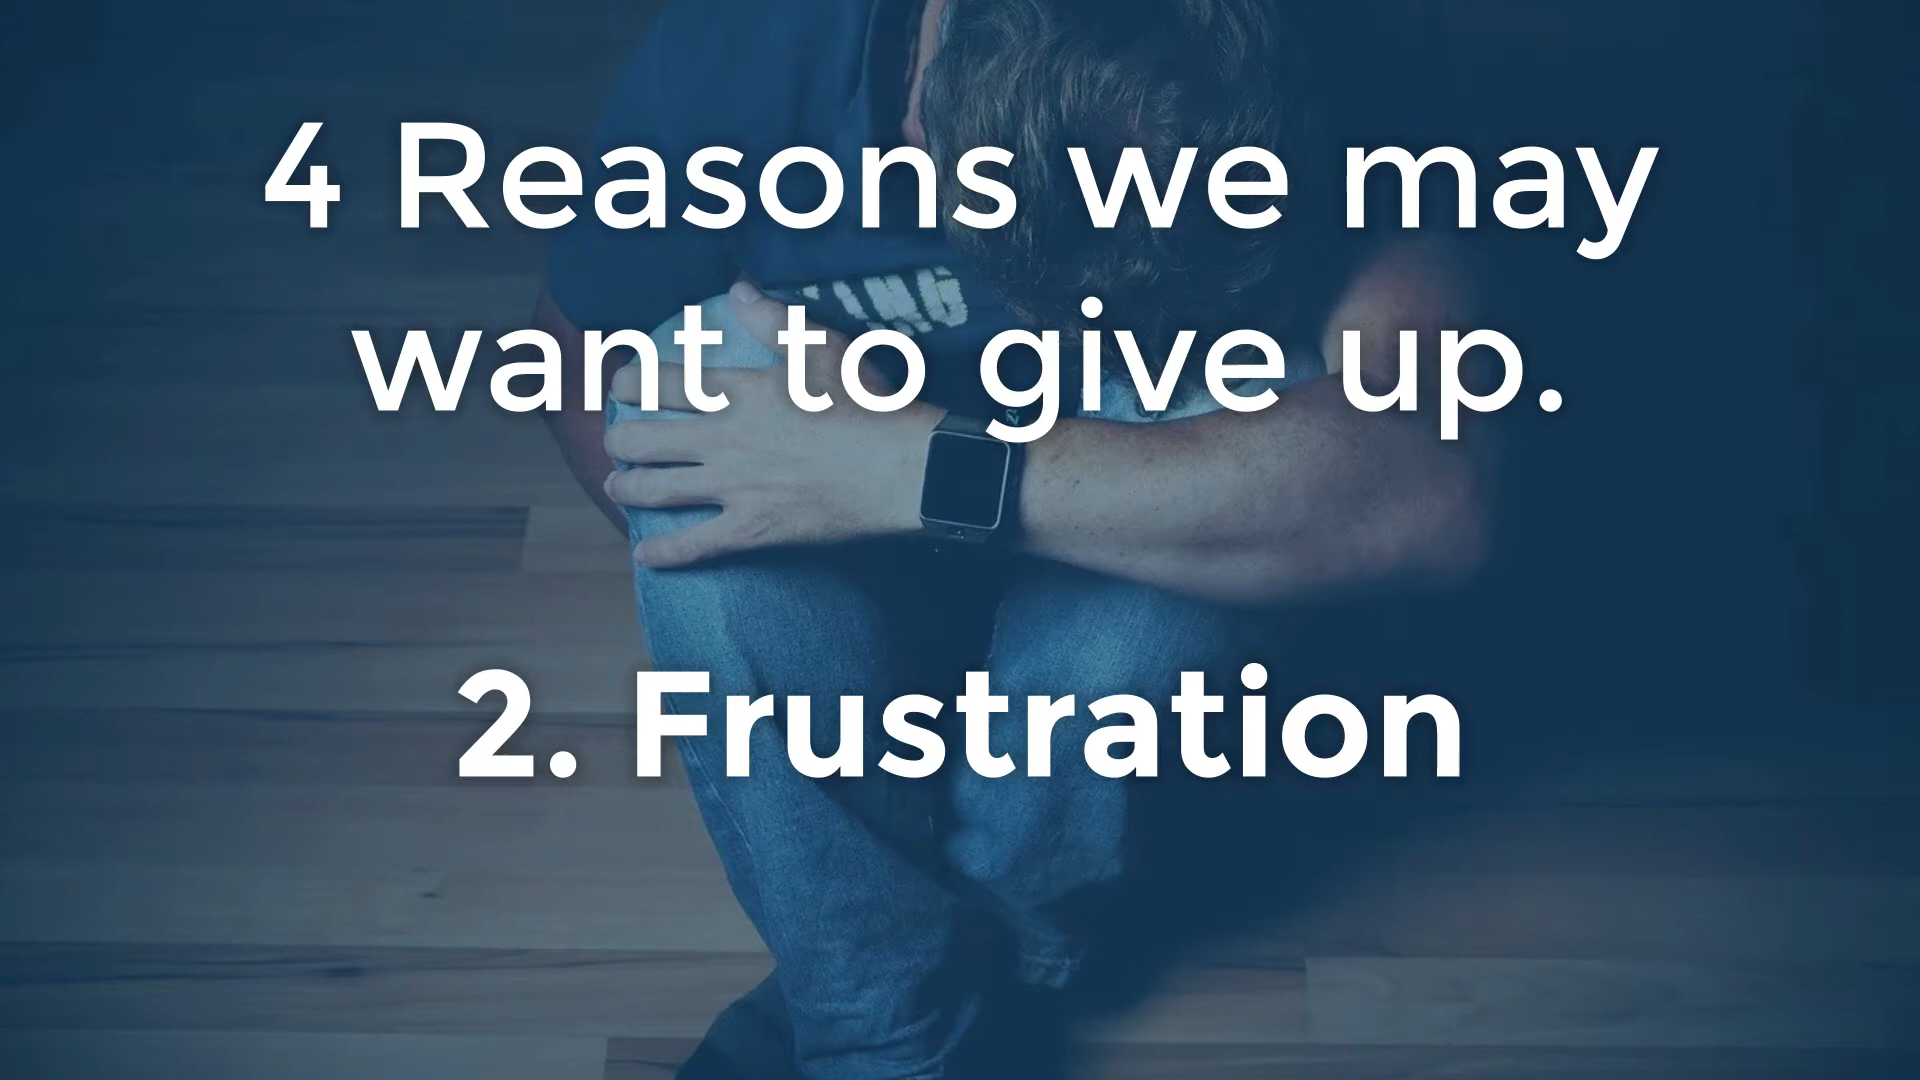 4 Reasons we may
want to give up.
2. Frustration